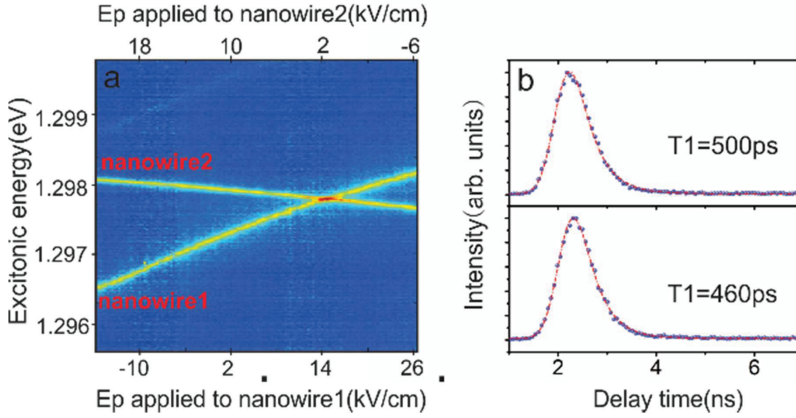 Ep applied to nanowire2(kV/cm)
18 10 2 -6
a
Excitonic energy(eV)
1.299
1.298
1.297
1.296
nanowire2
nanowire1
-10 2 14 26
Ep applied to nanowire1(kV/cm)
b
Intensity(arb. units)
T1=500ps
T1=460ps
2 4 6
Delay time(ns)